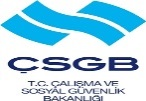 ÇSGB
T.C. ÇALIŞMA VE
SOSYAL GÜVENLİK
BAKANLIĞI